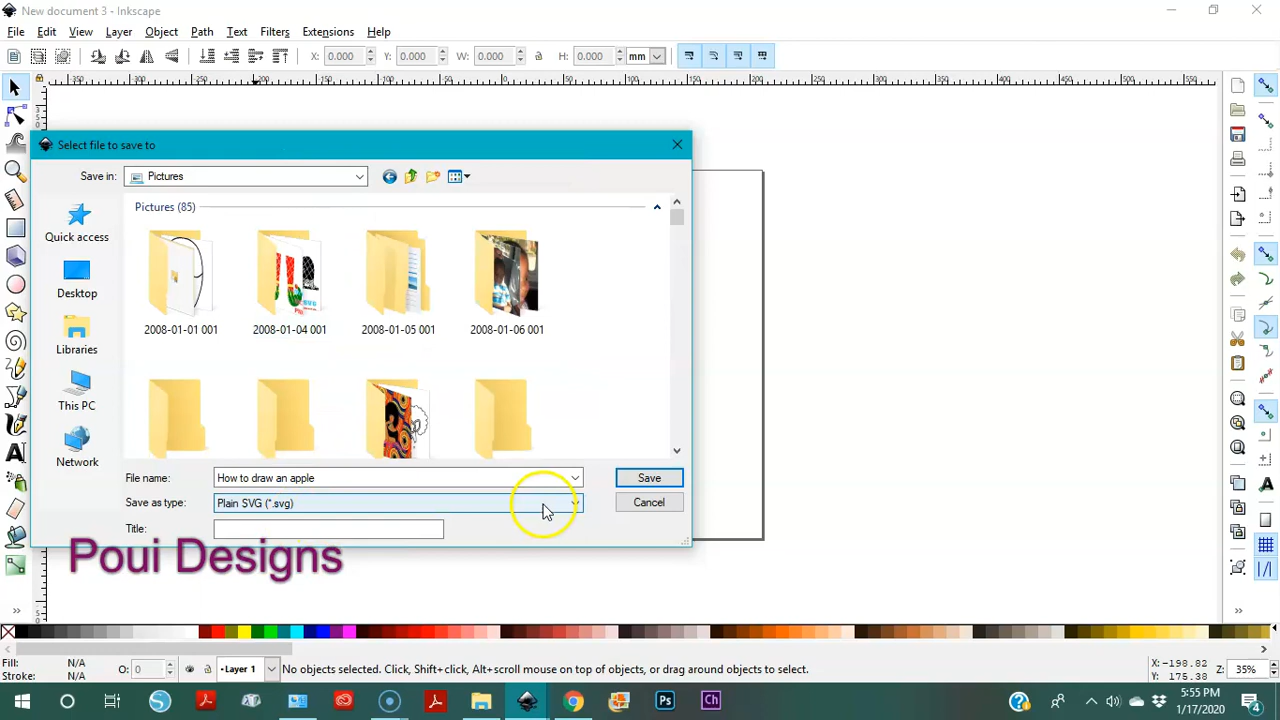 New document 3 - Inkscape
File Edit View Layer Object Path Text Filters Extensions Help
X: 0.000 Y: 0.000 W: 0.000 H: 0.000 mm
Select file to save to
Save in: Pictures
Pictures (85)
Quick access
Desktop
Libraries
This PC
Network
2008-01-01 001 2008-01-04 001 2008-01-05 001 2008-01-06 001
File name: How to draw an apple Save
Save as type: Plain SVG (*.svg) Cancel
Title:
Poui Designs
Fill: N/A
Stroke: N/A
O: 0
Layer 1
No objects selected. Click, Shift+click, Alt+scroll mouse on top of objects, or drag around objects to select.
X: -198.82
Y: 175.38
Z: 35%
Ps Ch
5:55 PM
1/17/2020
4